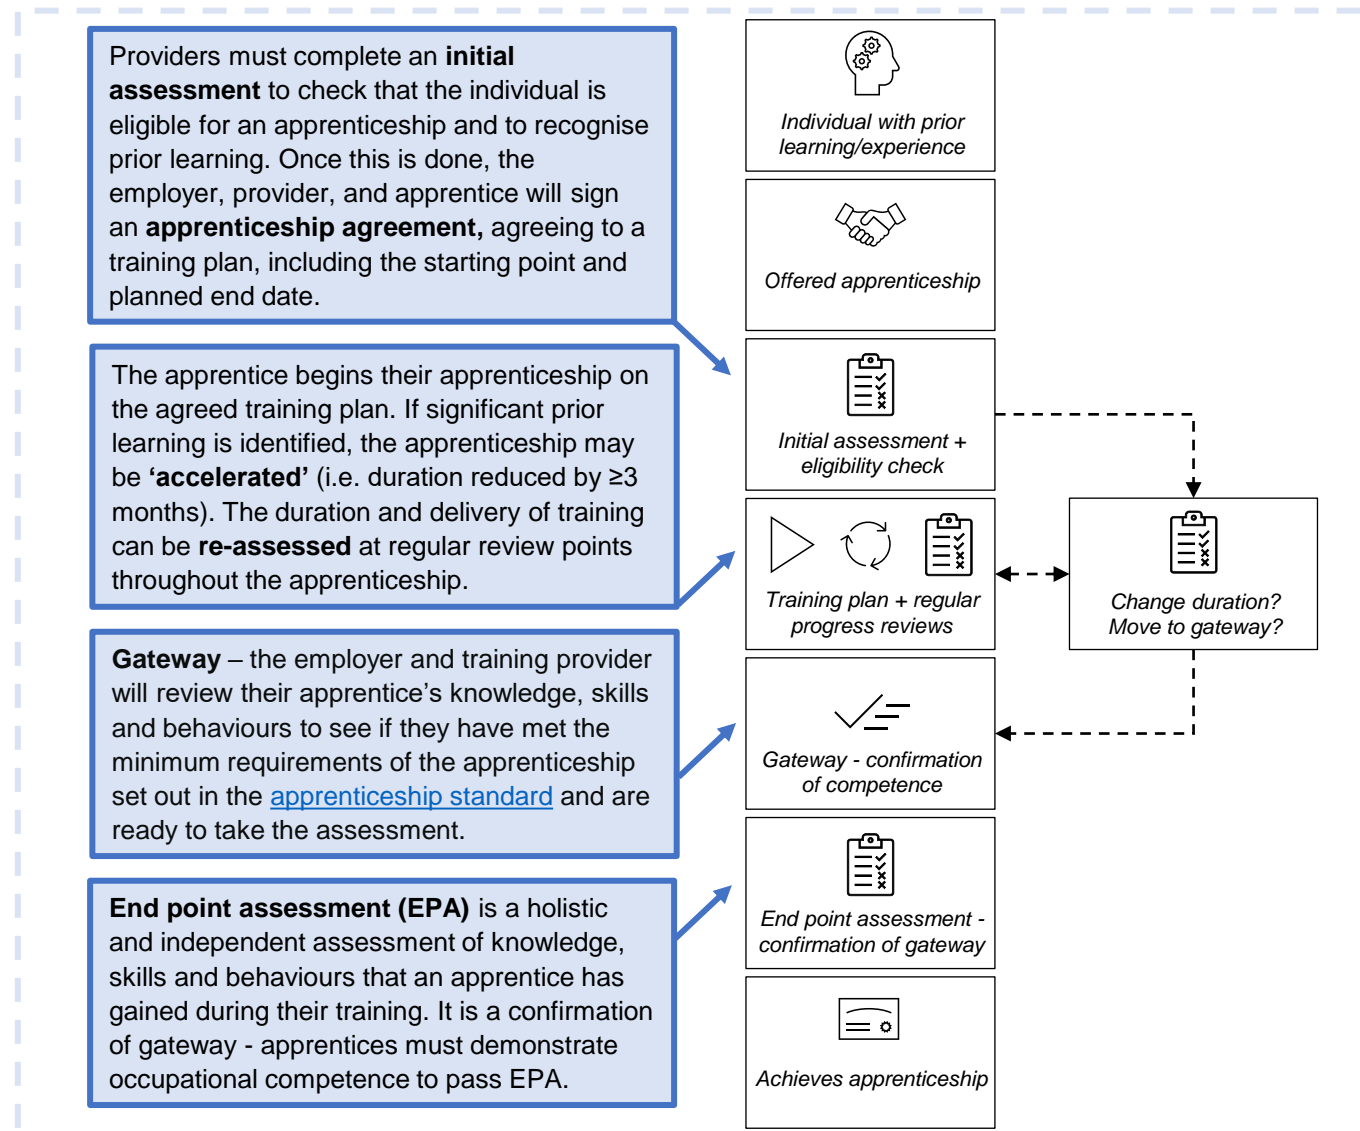 Providers must complete an initial
assessment to check that the individual is
eligible for an apprenticeship and to recognise
prior learning. Once this is done, the
employer, provider, and apprentice will sign
an apprenticeship agreement, agreeing to a
training plan, including the starting point and
planned end date.
The apprentice begins their apprenticeship on
the agreed training plan. If significant prior
learning is identified, the apprenticeship may
be ‘accelerated’ (i.e. duration reduced by ≥3
months). The duration and delivery of training
can be re-assessed at regular review points
throughout the apprenticeship.
Gateway – the employer and training provider
will review their apprentice’s knowledge, skills
and behaviours to see if they have met the
minimum requirements of the apprenticeship
set out in the apprenticeship standard and are
ready to take the assessment.
End point assessment (EPA) is a holistic
and independent assessment of knowledge,
skills and behaviours that an apprentice has
gained during their training. It is a confirmation
of gateway - apprentices must demonstrate
occupational competence to pass EPA.
Individual with prior
learning/experience
Offered apprenticeship
Initial assessment +
eligibility check
Training plan + regular
progress reviews
Change duration?
Move to gateway?
Gateway - confirmation
of competence
End point assessment -
confirmation of gateway
Achieves apprenticeship